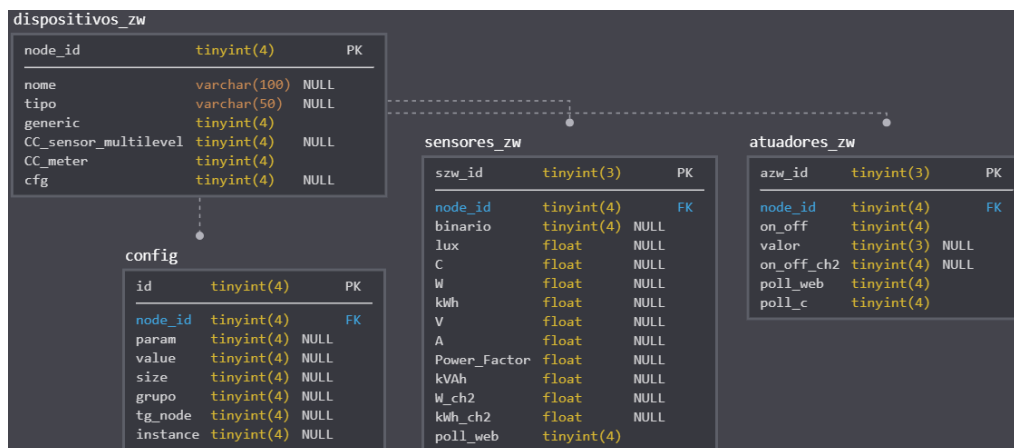 dispositivos_zw
node_id tinyint(4) PK
nome varchar(100) NULL
tipo varchar(50) NULL
generic tinyint(4)
CC_sensor_multilevel tinyint(4) NULL
CC_meter tinyint(4)
cfg tinyint(4) NULL
config
id tinyint(4) PK
node_id tinyint(4) FK
param tinyint(4) NULL
value tinyint(4) NULL
size tinyint(4) NULL
grupo tinyint(4) NULL
tg_node tinyint(4) NULL
instance tinyint(4) NULL
sensores_zw
szw_id tinyint(3) PK
node_id tinyint(4) FK
binario tinyint(4) NULL
lux float NULL
C float NULL
W float NULL
kWh float NULL
V float NULL
A float NULL
Power_Factor float NULL
kVAh float NULL
W_ch2 float NULL
kWh_ch2 float NULL
poll_web tinyint(4)
atuadores_zw
azw_id tinyint(3) PK
node_id tinyint(4) FK
on_off tinyint(4)
valor tinyint(3) NULL
on_off_ch2 tinyint(4) NULL
poll_web tinyint(4)
poll_c tinyint(4)